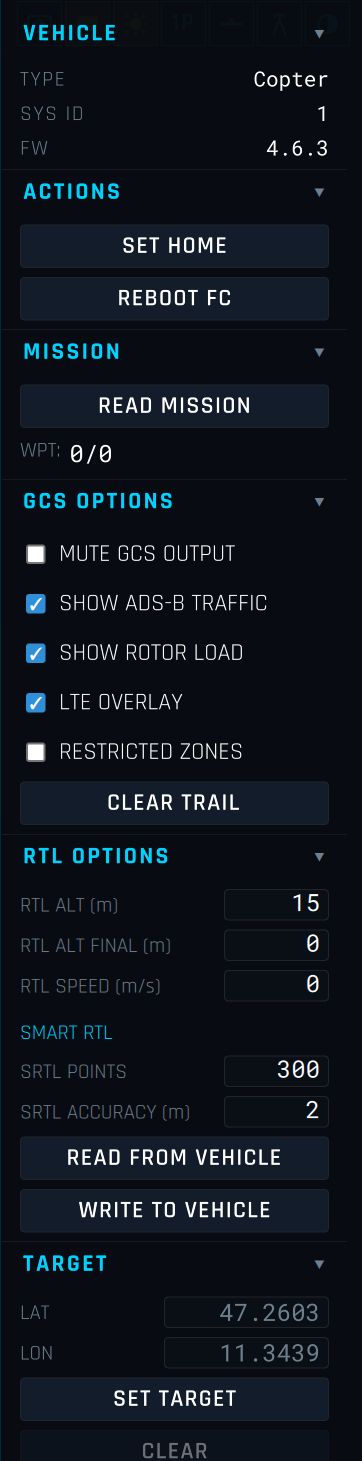 VEHICLE
TYPE Copter
SYS ID 1
FW 4.6.3
ACTIONS
SET HOME
REBOOT FC
MISSION
READ MISSION
WPT: 0/0
GCS OPTIONS
MUTE GCS OUTPUT
SHOW ADS-B TRAFFIC
SHOW ROTOR LOAD
LTE OVERLAY
RESTRICTED ZONES
CLEAR TRAIL
RTL OPTIONS
RTL ALT (m) 15
RTL ALT FINAL (m) 0
RTL SPEED (m/s) 0
SMART RTL
SRTL POINTS 300
SRTL ACCURACY (m) 2
READ FROM VEHICLE
WRITE TO VEHICLE
TARGET
LAT 47.2603
LON 11.3439
SET TARGET
CLEAR